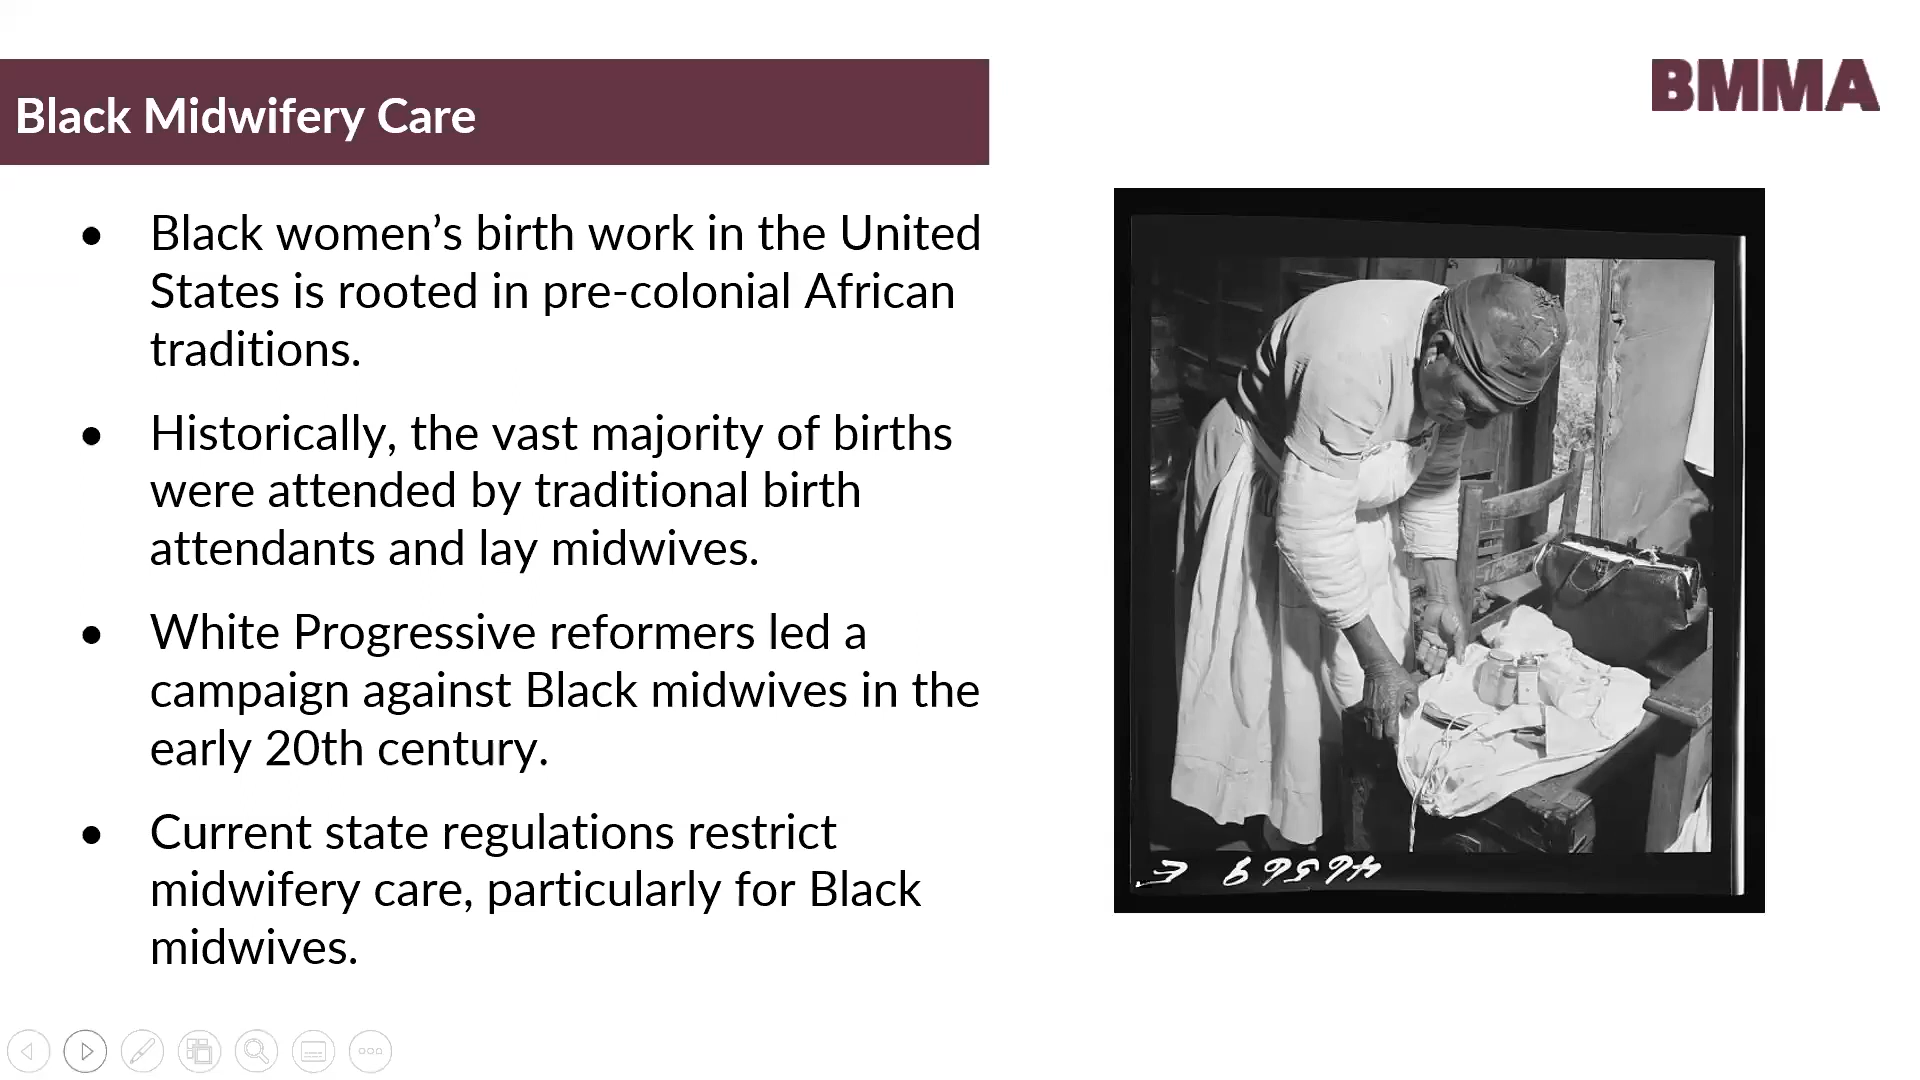 Black Midwifery Care
BMMA
• Black women’s birth work in the United
States is rooted in pre-colonial African
traditions.
• Historically, the vast majority of births
were attended by traditional birth
attendants and lay midwives.
• White Progressive reformers led a
campaign against Black midwives in the
early 20th century.
• Current state regulations restrict
midwifery care, particularly for Black
midwives.